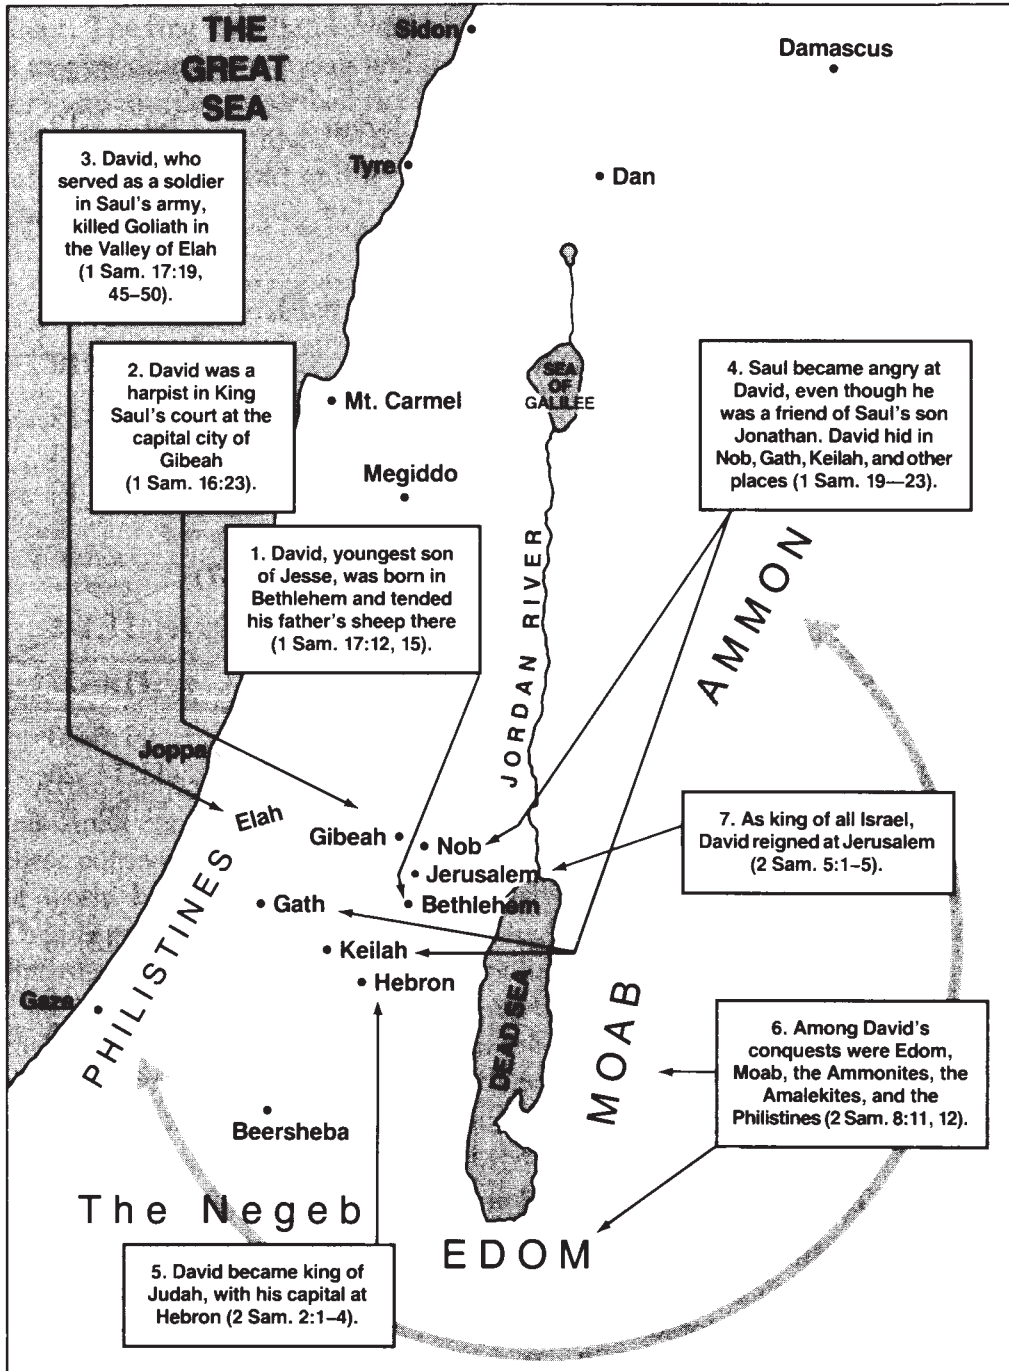 THE
GREAT
SEA
Sidon
Damascus
Tyre
Dan
3. David, who
served as a soldier
in Saul's army,
killed Goliath in
the Valley of Elah
(1 Sam. 17:19,
45–50).
2. David was a
harpist in King
Saul's court at the
capital city of
Gibeah
(1 Sam. 16:23).
SEA
OF
GALILEE
4. Saul became angry at
David, even though he
was a friend of Saul's son
Jonathan. David hid in
Nob, Gath, Keilah, and other
places (1 Sam. 19—23).
Mt. Carmel
Megiddo
1. David, youngest son
of Jesse, was born in
Bethlehem and tended
his father's sheep there
(1 Sam. 17:12, 15).
JORDAN RIVER
AMMON
Joppa
Elah
Gibeah
Nob
Jerusalem
Bethlehem
7. As king of all Israel,
David reigned at Jerusalem
(2 Sam. 5:1–5).
PHILISTINES
Gath
Keilah
Hebron
Gaza
DEAD SEA
MOAB
6. Among David's
conquests were Edom,
Moab, the Ammonites, the
Amalekites, and the
Philistines (2 Sam. 8:11, 12).
Beersheba
The Negeb
EDOM
5. David became king of
Judah, with his capital at
Hebron (2 Sam. 2:1–4).